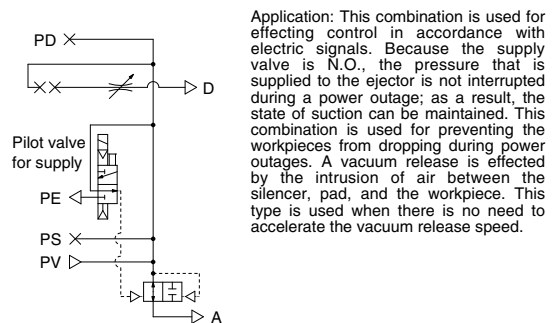 PD
D
Pilot valve
for supply
PE
PS
PV
A
Application: This combination is used for
effecting control in accordance with
electric signals. Because the supply
valve is N.O., the pressure that is
supplied to the ejector is not interrupted
during a power outage; as a result, the
state of suction can be maintained. This
combination is used for preventing the
workpieces from dropping during power
outages. A vacuum release is effected
by the intrusion of air between the
silencer, pad, and the workpiece. This
type is used when there is no need to
accelerate the vacuum release speed.